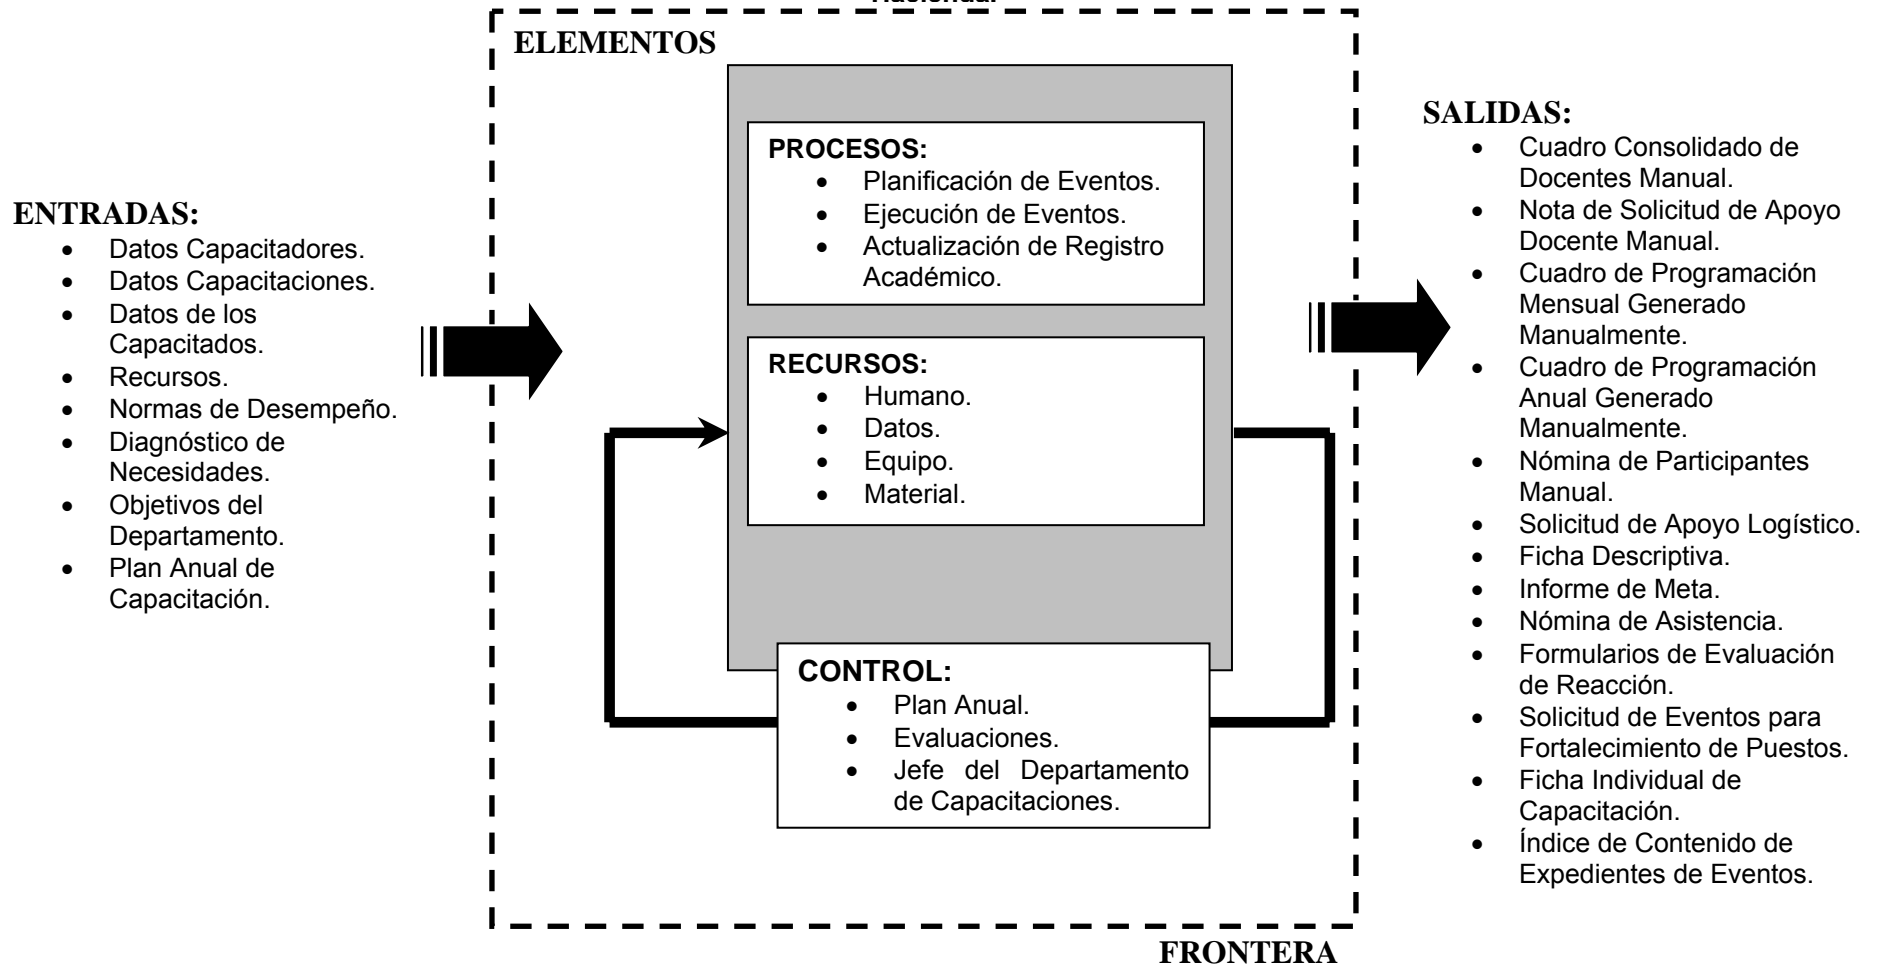 ELEMENTOS
PROCESOS:
• Planificación de Eventos.
• Ejecución de Eventos.
• Actualización de Registro
Académico.
RECURSOS:
• Humano.
• Datos.
• Equipo.
• Material.
CONTROL:
• Plan Anual.
• Evaluaciones.
• Jefe del Departamento
de Capacitaciones.
ENTRADAS:
• Datos Capacitadores.
• Datos Capacitaciones.
• Datos de los
Capacitados.
• Recursos.
• Normas de Desempeño.
• Diagnóstico de
Necesidades.
• Objetivos del
Departamento.
• Plan Anual de
Capacitación.
SALIDAS:
• Cuadro Consolidado de
Docentes Manual.
• Nota de Solicitud de Apoyo
Docente Manual.
• Cuadro de Programación
Mensual Generado
Manualmente.
• Cuadro de Programación
Anual Generado
Manualmente.
• Nómina de Participantes
Manual.
• Solicitud de Apoyo Logístico.
• Ficha Descriptiva.
• Informe de Meta.
• Nómina de Asistencia.
• Formularios de Evaluación
de Reacción.
• Solicitud de Eventos para
Fortalecimiento de Puestos.
• Ficha Individual de
Capacitación.
• Índice de Contenido de
Expedientes de Eventos.
FRONTERA